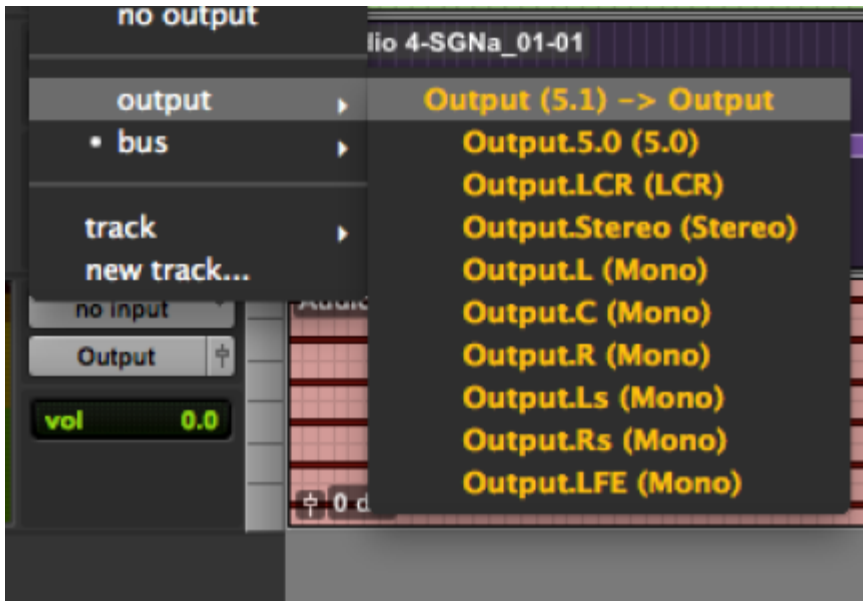 no output
lio 4-SGNa_01-01
output
Output (5.1) -> Output
• bus
Output.5.0 (5.0)
Output.LCR (LCR)
track
Output.Stereo (Stereo)
new track...
Output.L (Mono)
no input
Output.C (Mono)
Output
Output.R (Mono)
Output.Ls (Mono)
vol 0.0
Output.Rs (Mono)
Output.LFE (Mono)
0 d